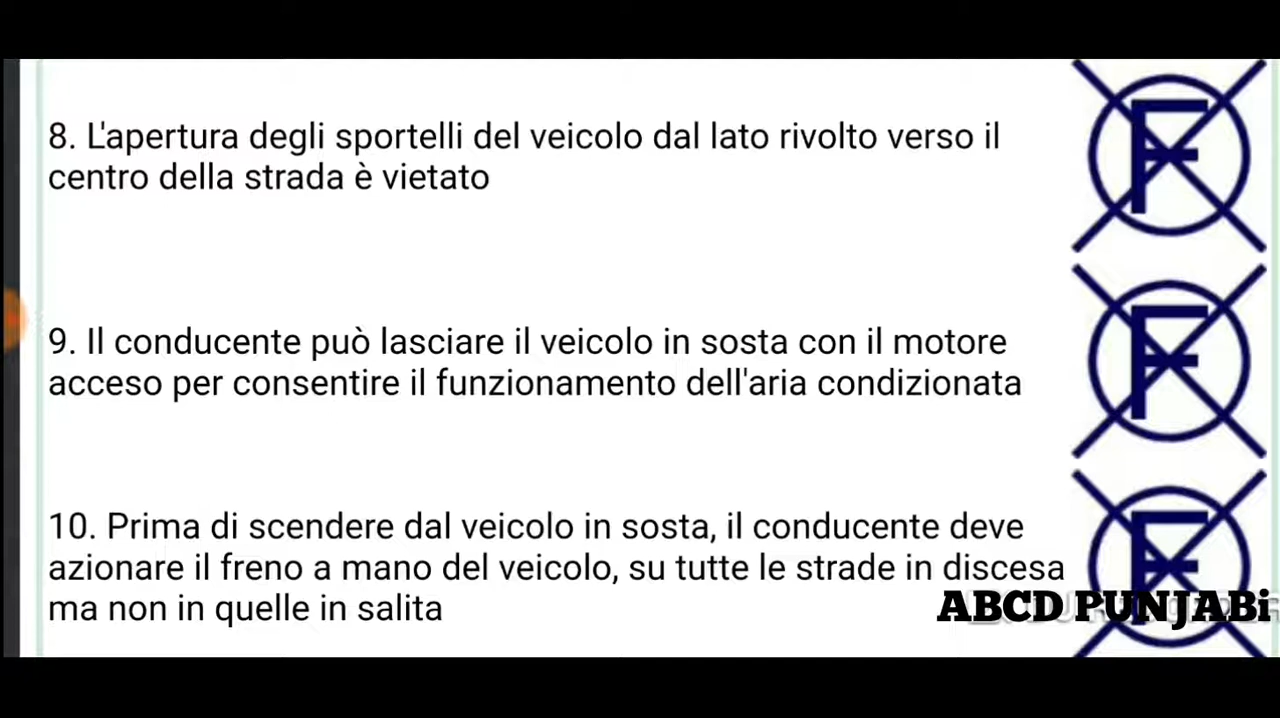 8. L'apertura degli sportelli del veicolo dal lato rivolto verso il
centro della strada è vietato
F
9. Il conducente può lasciare il veicolo in sosta con il motore
acceso per consentire il funzionamento dell'aria condizionata
F
10. Prima di scendere dal veicolo in sosta, il conducente deve
azionare il freno a mano del veicolo, su tutte le strade in discesa
ma non in quelle in salita
F
ABCD PUNJABi